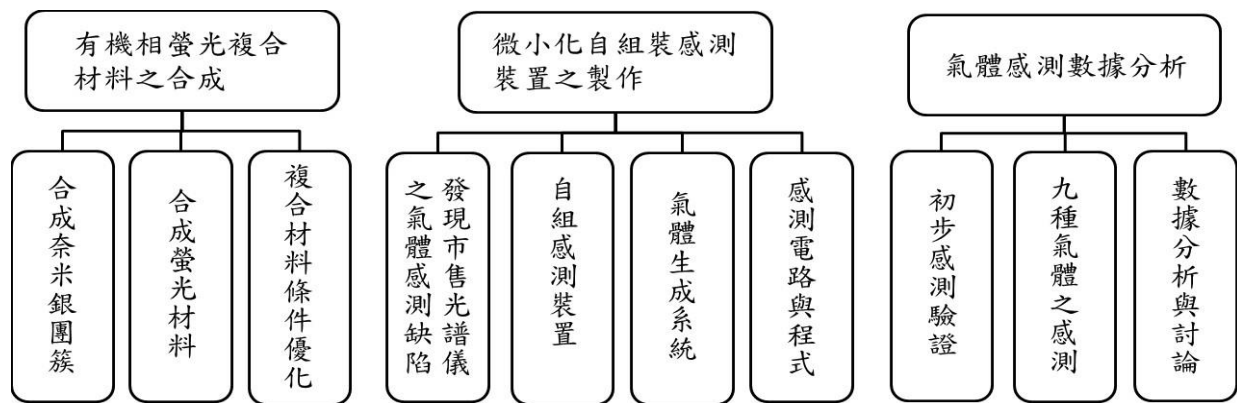 有機相螢光複合
材料之合成
合成奈米銀團簇
合成螢光材料
複合材料條件優化
微小化自組裝感測
裝置之製作
發現市售光譜儀
之氣體感測缺陷
自組感測裝置
氣體生成系統
感測電路與程式
氣體感測數據分析
初步感測驗證
九種氣體之感測
數據分析與討論